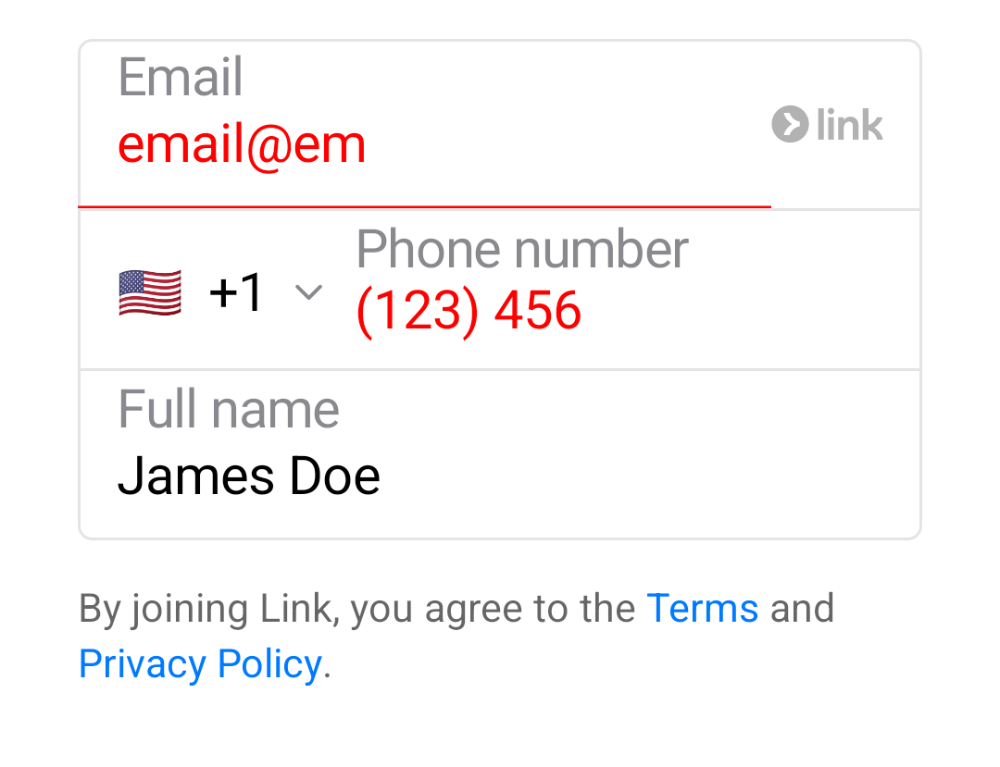 Email
email@em
link
Phone number
+1
(123) 456
Full name
James Doe
By joining Link, you agree to the Terms and
Privacy Policy.